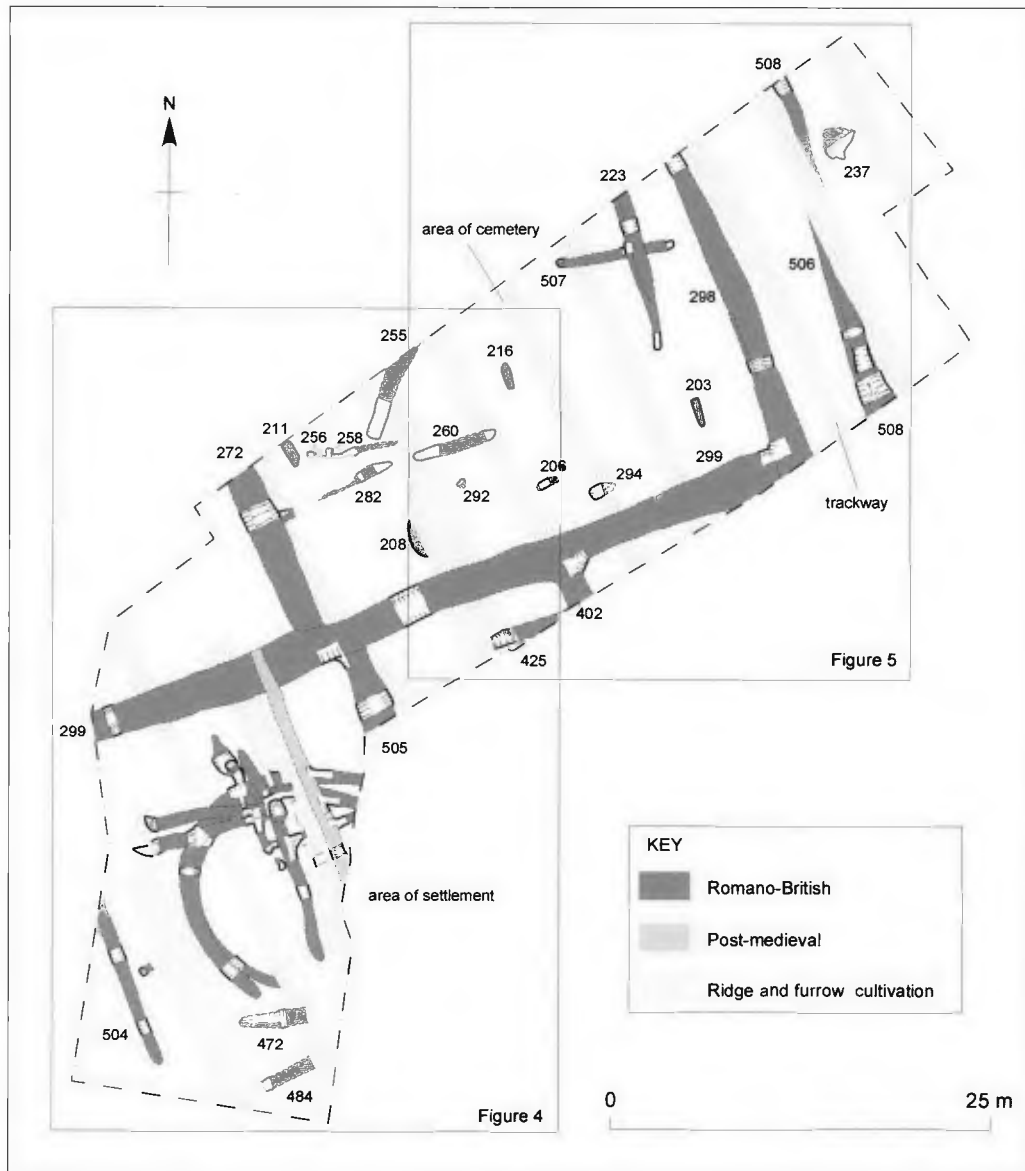 508
N
237
223
area of cemetery
507
506
298
255
216
203
211
256
258
260
272
299
508
206
294
282
292
trackway
208
402
425
Figure 5
299
505
KEY
Romano-British
area of settlement
Post-medieval
Ridge and furrow cultivation
504
472
484
0
25 m
Figure 4